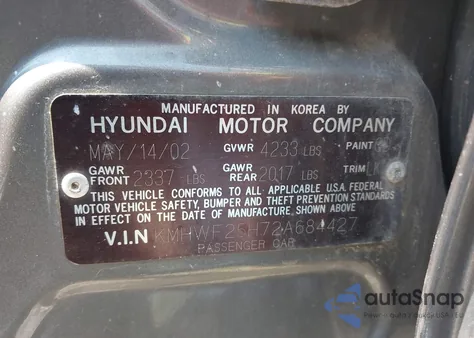 MANUFACTURED IN KOREA BY
HYUNDAI MOTOR COMPANY
MAY/14/02 GVWR 4233 LBS PAINT
GAWR FRONT 2337 LBS GAWR REAR 2017 LBS TRIM
THIS VEHICLE CONFORMS TO ALL APPLICABLE U.S.A. FEDERAL
MOTOR VEHICLE SAFETY, BUMPER AND THEFT PREVENTION STANDARDS
IN EFFECT ON THE DATE OF MANUFACTURE SHOWN ABOVE.
V.I.N
PASSENGER CAR
autoSnap